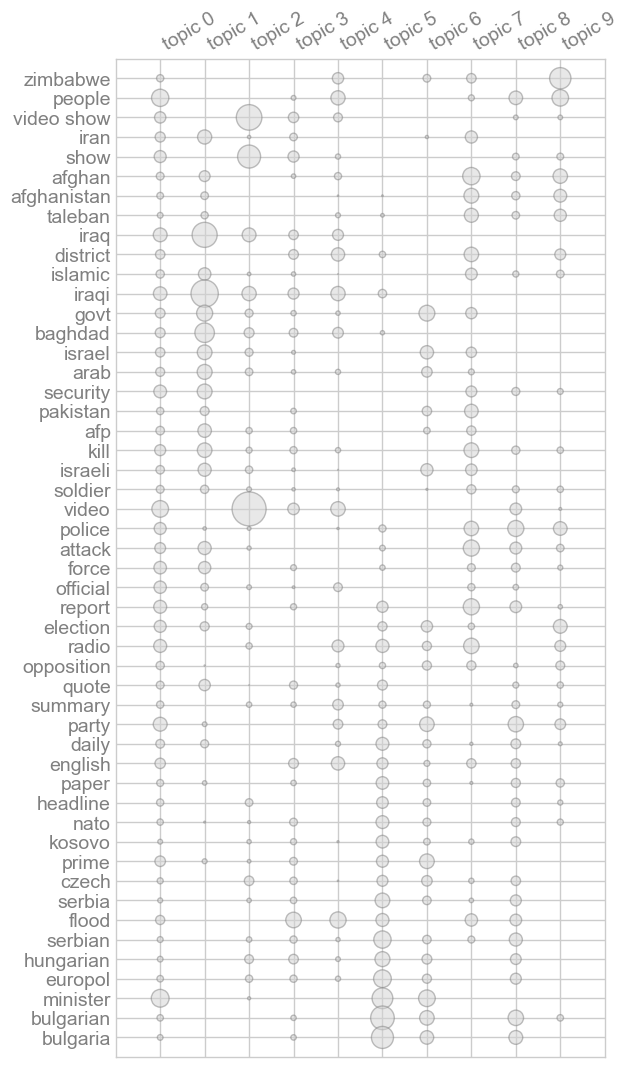 topic 0 topic 1 topic 2 topic 3 topic 4 topic 5 topic 6 topic 7 topic 8 topic 9
zimbabwe
people
video show
iran
show
afghan
afghanistan
taleban
iraq
district
islamic
iraqi
govt
baghdad
israel
arab
security
pakistan
afp
kill
israeli
soldier
video
police
attack
force
official
report
election
radio
opposition
quote
summary
party
daily
english
paper
headline
nato
kosovo
prime
czech
serbia
flood
serbian
hungarian
europol
minister
bulgarian
bulgaria